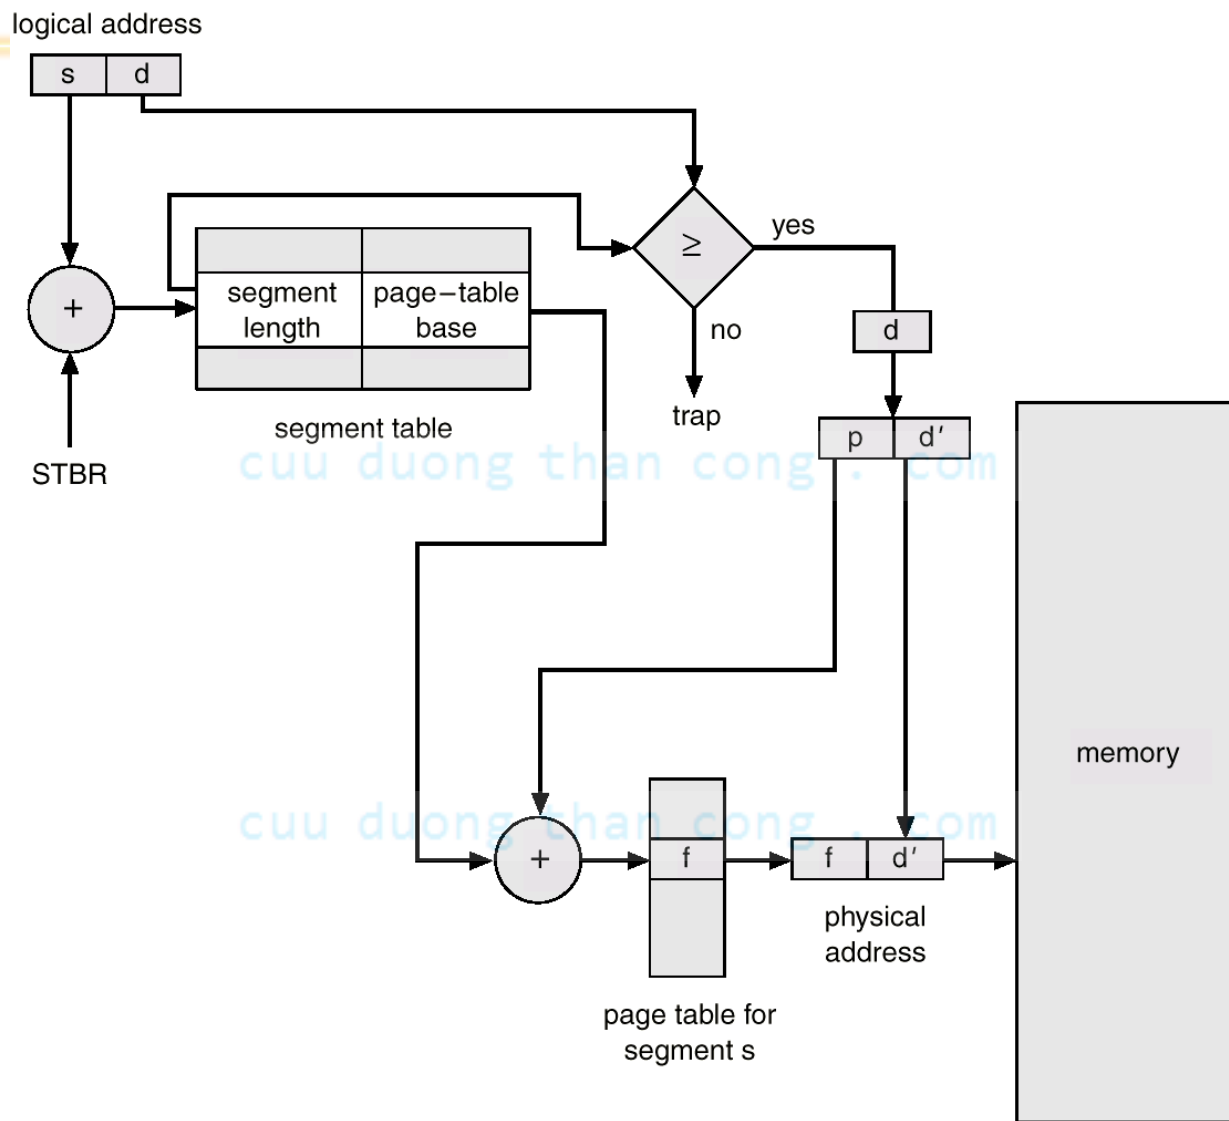 logical address
s d
≥
yes
+
segment length
page–table base
no
d
trap
segment table
p d′
cuu duong than cong . com
STBR
memory
cuu duong than cong . com
+
f
f d′
physical
address
page table for
segment s